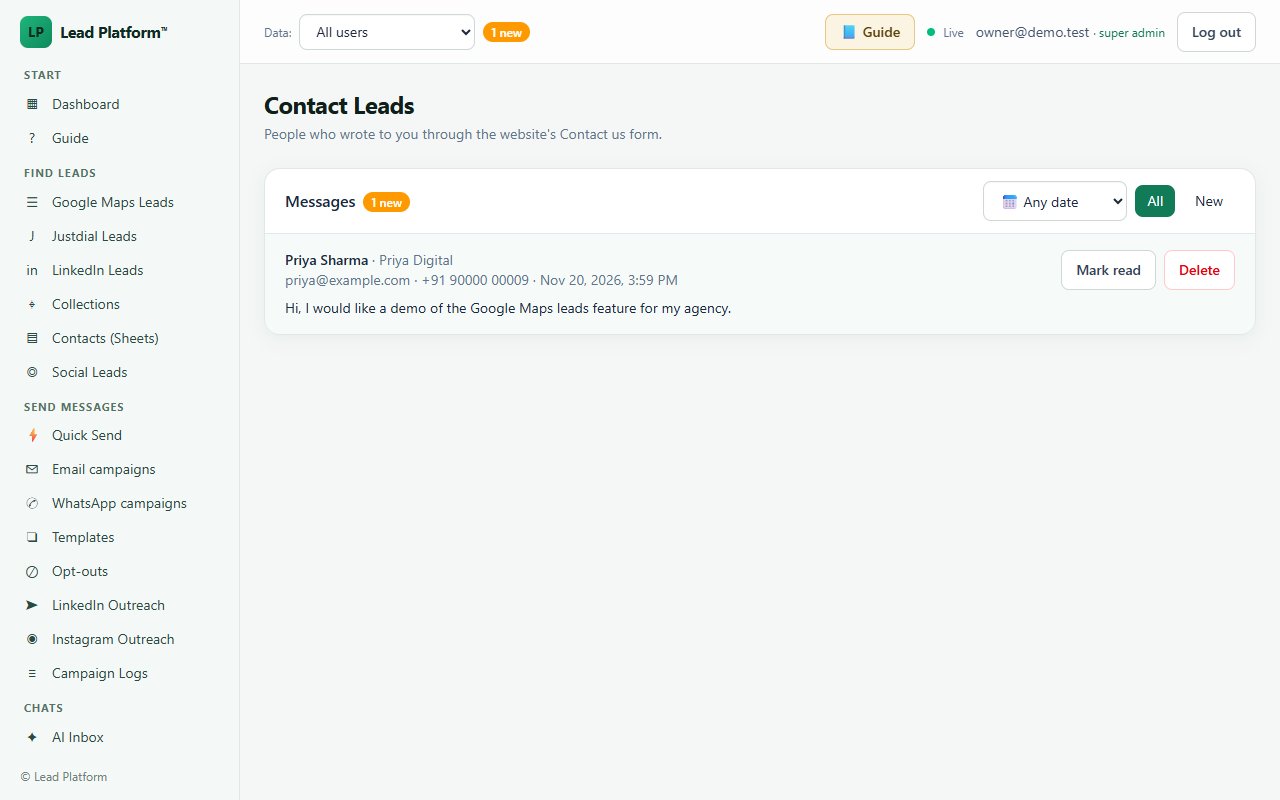 LP Lead Platform™
START
Dashboard
? Guide
FIND LEADS
Google Maps Leads
J Justdial Leads
in LinkedIn Leads
Collections
Contacts (Sheets)
Social Leads
SEND MESSAGES
Quick Send
Email campaigns
WhatsApp campaigns
Templates
Opt-outs
LinkedIn Outreach
Instagram Outreach
Campaign Logs
CHATS
AI Inbox
© Lead Platform
Data: All users 1 new Guide Live owner@demo.test · super admin Log out
Contact Leads
People who wrote to you through the website's Contact us form.
Messages 1 new Any date All New
Priya Sharma · Priya Digital
priya@example.com · +91 90000 00009 · Nov 20, 2026, 3:59 PM
Mark read Delete
Hi, I would like a demo of the Google Maps leads feature for my agency.